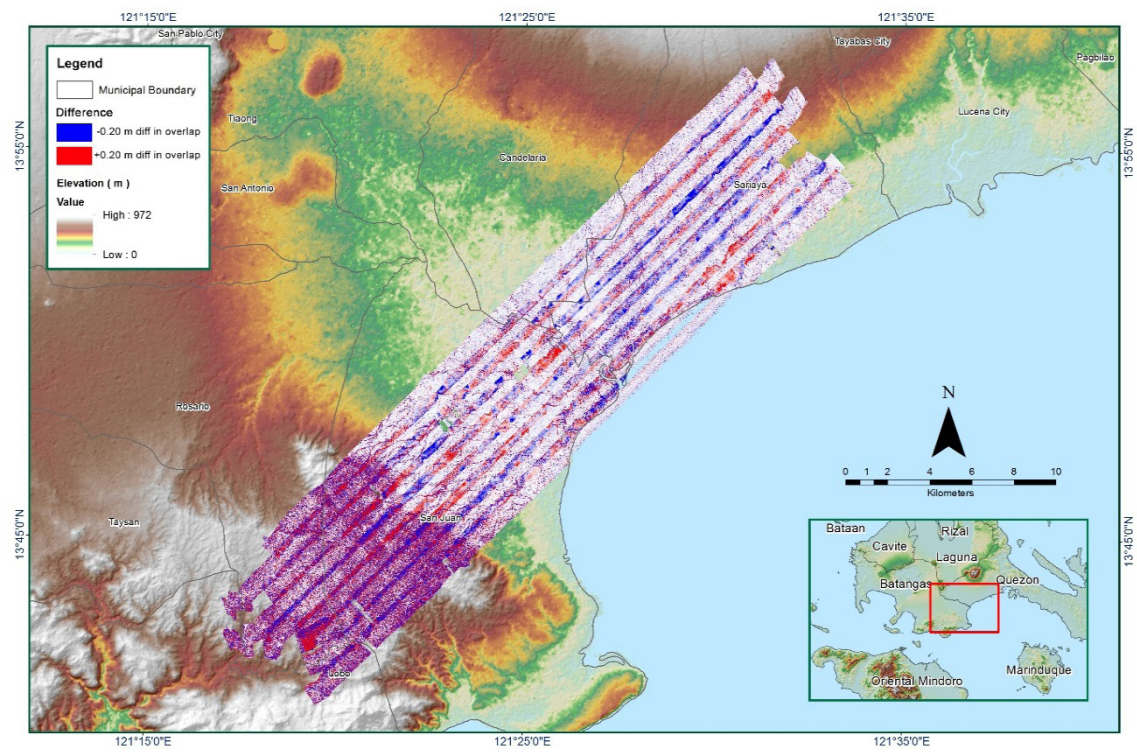 121°15'0"E
121°25'0"E
121°35'0"E
San Pablo City
Tayabas City
Pagbilao
Legend
Municipal Boundary
Difference
-0.20 m diff in overlap
+0.20 m diff in overlap
Elevation ( m )
Value
High : 972
Low : 0
Lucena City
Tiaong
13°55'0"N
13°55'0"N
Candelaria
San Antonio
Sariaya
Rosario
N
0 1 2 4 6 8 10
Kilometers
Taysan
San Juan
13°45'0"N
13°45'0"N
Lobo
Bataan
Rizal
Cavite
Laguna
Batangas
Quezon
Marinduque
Oriental Mindoro
121°15'0"E
121°25'0"E
121°35'0"E